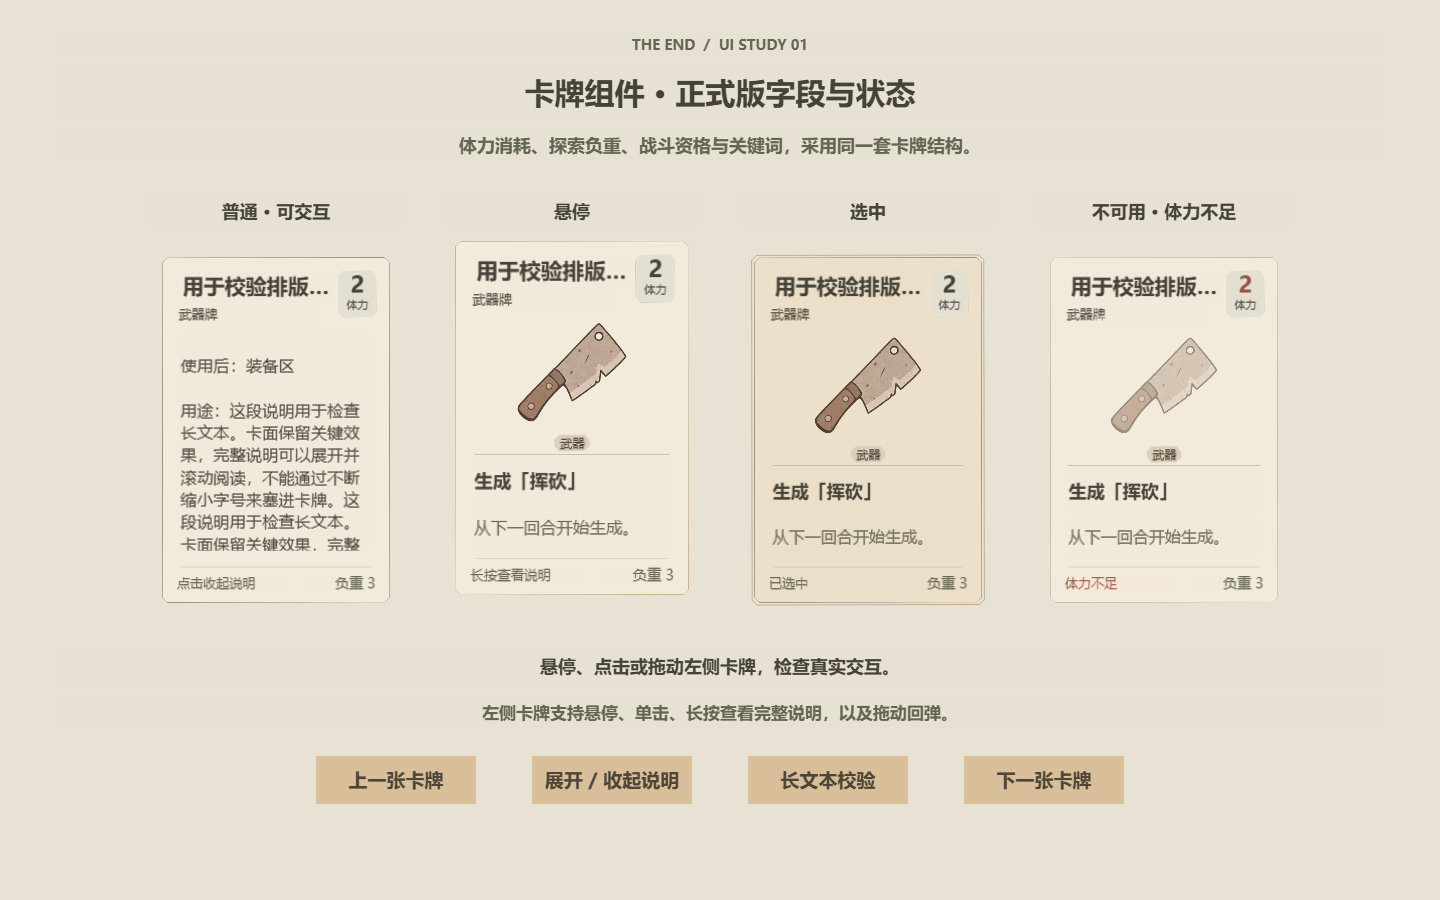 THE END / UI STUDY 01
卡牌组件・正式版字段与状态
体力消耗、探索负重、战斗资格与关键词，采用同一套卡牌结构。
普通・可交互
用于校验排版…
2
体力
武器牌
使用后：装备区
用途：这段说明用于检查
长文本。卡面保留关键效
果，完整说明可以展开并
滚动阅读，不能通过不断
缩小字号来塞进卡牌。这
段说明用于检查长文本。
卡面保留关键效果，完整
点击收起说明
负重 3
悬停
用于校验排版…
2
体力
武器牌
武器
生成「挥砍」
从下一回合开始生成。
长按查看说明
负重 3
选中
用于校验排版…
2
体力
武器牌
武器
生成「挥砍」
从下一回合开始生成。
已选中
负重 3
不可用・体力不足
用于校验排版…
2
体力
武器牌
武器
生成「挥砍」
从下一回合开始生成。
体力不足
负重 3
悬停、点击或拖动左侧卡牌，检查真实交互。
左侧卡牌支持悬停、单击、长按查看完整说明，以及拖动回弹。
上一张卡牌
展开 / 收起说明
长文本校验
下一张卡牌